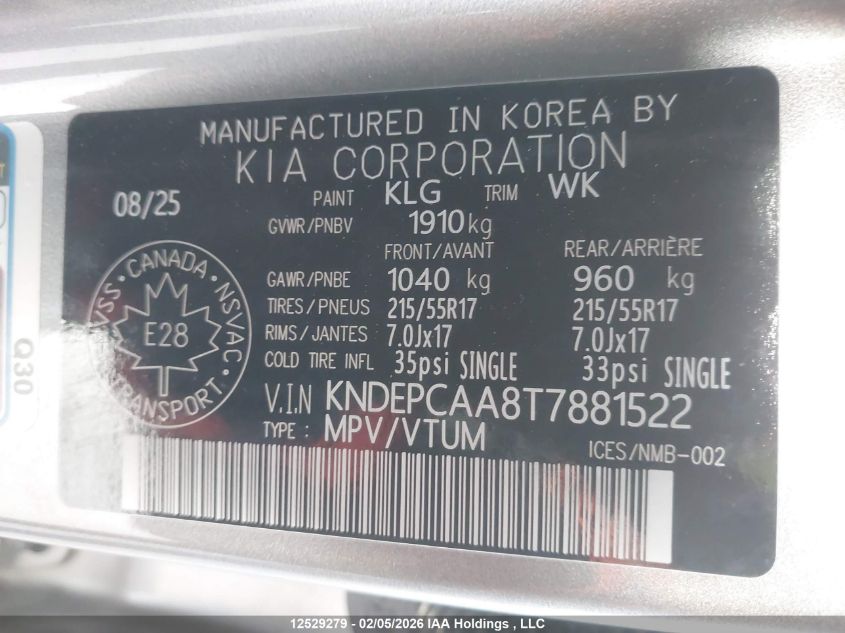 MANUFACTURED IN KOREA BY
KIA CORPORATION
08/25 PAINT KLG TRIM WK
GVWR/PNBV 1910kg
FRONT/AVANT REAR/ARRIÈRE
GAWR/PNBE 1040 kg 960 kg
TIRES/PNEUS 215/55R17 215/55R17
RIMS/JANTES 7.0Jx17 7.0Jx17
COLD TIRE INFL 35psi SINGLE 33psi SINGLE
V.I.N KNDEPCAA8T7881522
TYPE : MPV/VTUM
ICES/NMB-002
CANADA · NSVAC · TRANSPORT ·
E28
Q30
12529279 - 02/05/2026 IAA Holdings , LLC